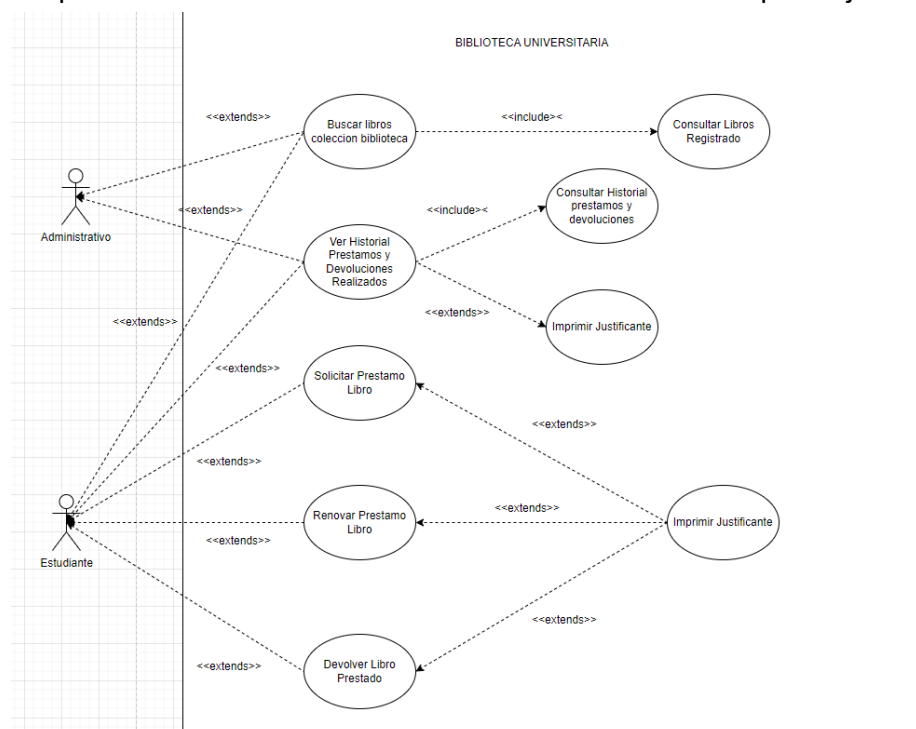 BIBLIOTECA UNIVERSITARIA
<<extends>>
Buscar libros
coleccion biblioteca
<<include><
Consultar Libros
Registrado
Administrativo
<<extends>>
Ver Historial
Prestamos y
Devoluciones
Realizados
<<include><
Consultar Historial
prestamos y
devoluciones
<<extends>>
Imprimir Justificante
<<extends>>
<<extends>>
Solicitar Prestamo
Libro
<<extends>>
<<extends>>
Renovar Prestamo
Libro
<<extends>>
Imprimir Justificante
<<extends>>
Estudiante
<<extends>>
<<extends>>
Devolver Libro
Prestado